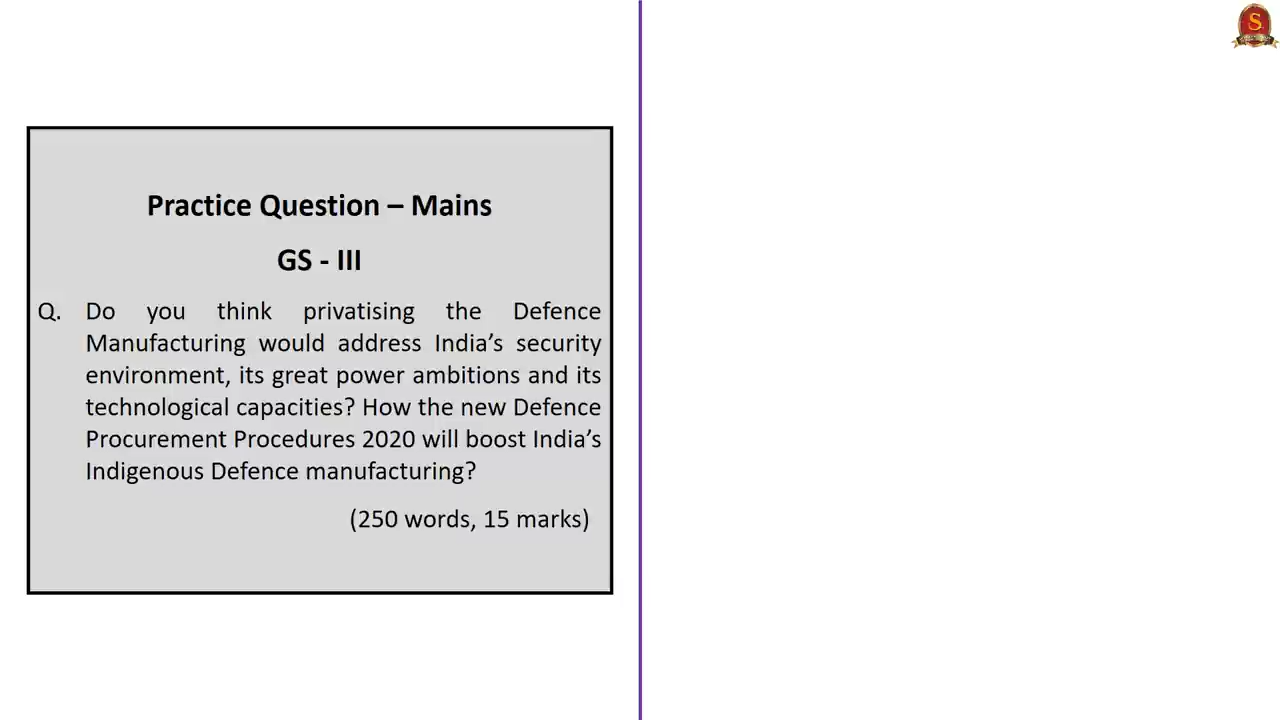 Practice Question – Mains
GS - III
Q. Do you think privatising the Defence
Manufacturing would address India’s security
environment, its great power ambitions and its
technological capacities? How the new Defence
Procurement Procedures 2020 will boost India’s
Indigenous Defence manufacturing?
(250 words, 15 marks)
S